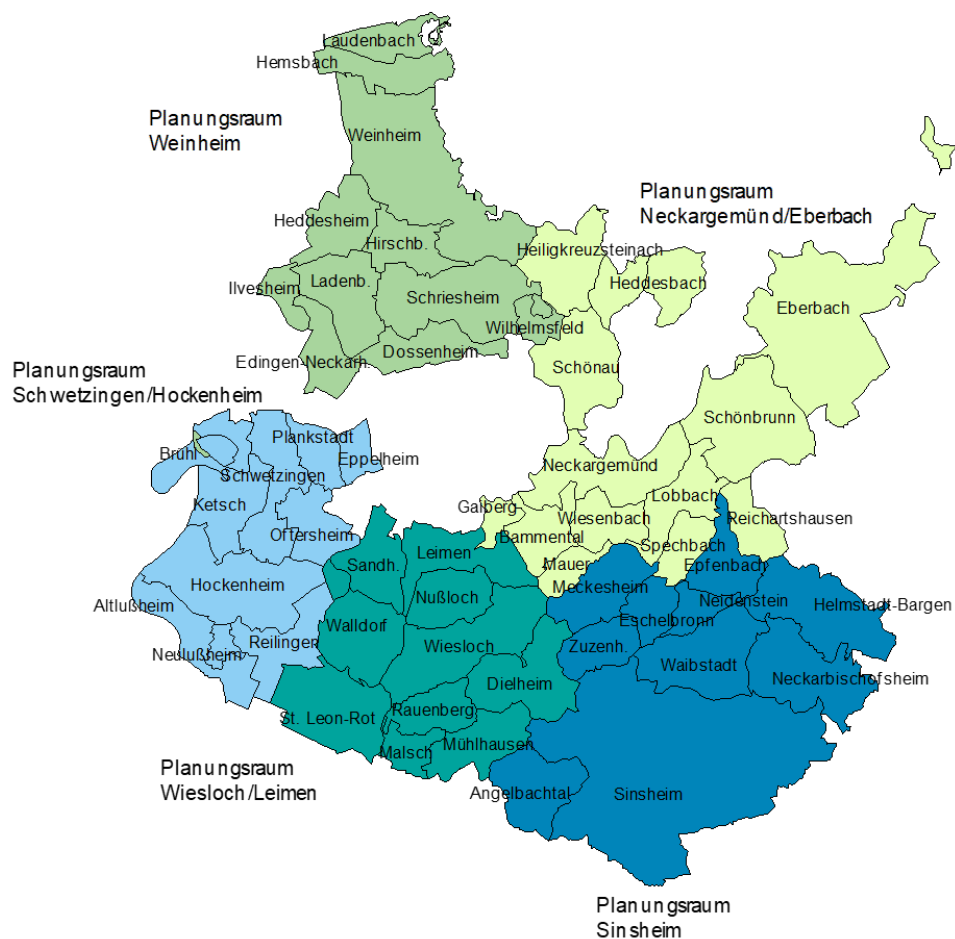 Laudenbach
Hemsbach
Planungsraum
Weinheim
Weinheim
Planungsraum
Neckargemünd/Eberbach
Heddesheim
Hirschb.
Heiligkreuzsteinach
Ilvesheim
Ladenb.
Schriesheim
Heddesbach
Eberbach
Wilhelmsfeld
Edingen-Neckarh.
Dossenheim
Schönau
Planungsraum
Schwetzingen/Hockenheim
Schönbrunn
Brühl
Plankstadt
Eppelheim
Schwetzingen
Neckargemünd
Lobbach
Ketsch
Gaiberg
Wiesenbach
Reichartshausen
Oftersheim
Bammental
Spechbach
Sandh.
Leimen
Mauer
Epfenbach
Hockenheim
Nußloch
Meckesheim
Neidenstein
Helmstadt-Bargen
Altlußheim
Walldorf
Eschelbronn
Neulußheim
Reilingen
Wiesloch
Zuzenh.
Waibstadt
Neckarbischofsheim
Dielheim
St. Leon-Rot
Rauenberg
Malsch
Mühlhausen
Planungsraum
Wiesloch/Leimen
Angelbachtal
Sinsheim
Planungsraum
Sinsheim